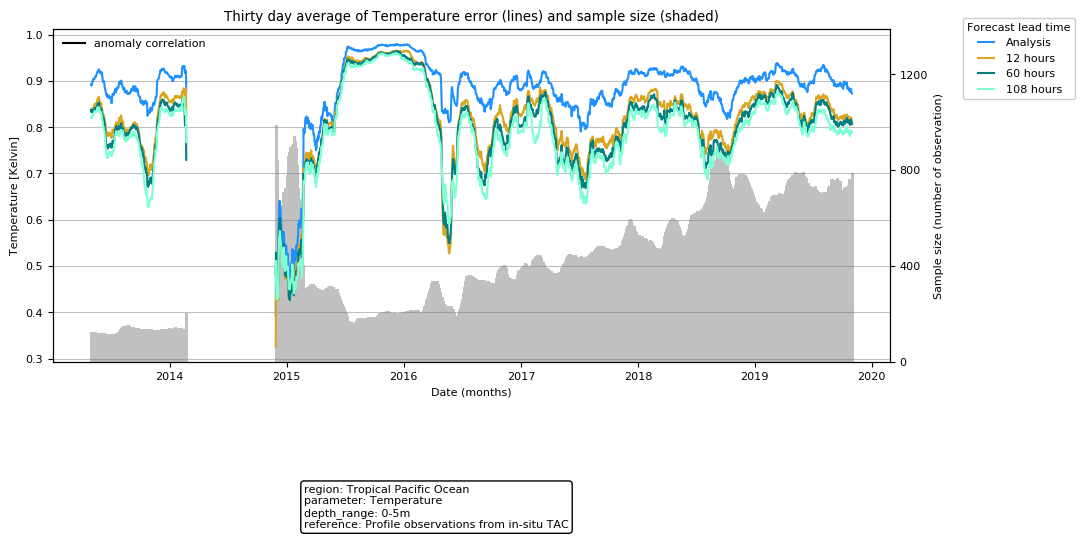 Thirty day average of Temperature error (lines) and sample size (shaded)
anomaly correlation
Forecast lead time
Analysis
12 hours
60 hours
108 hours
Temperature [Kelvin]
1.0
0.9
0.8
0.7
0.6
0.5
0.4
0.3
1200
800
400
0
Sample size (number of observation)
2014
2015
2016
2017
2018
2019
2020
Date (months)
region: Tropical Pacific Ocean
parameter: Temperature
depth_range: 0-5m
reference: Profile observations from in-situ TAC